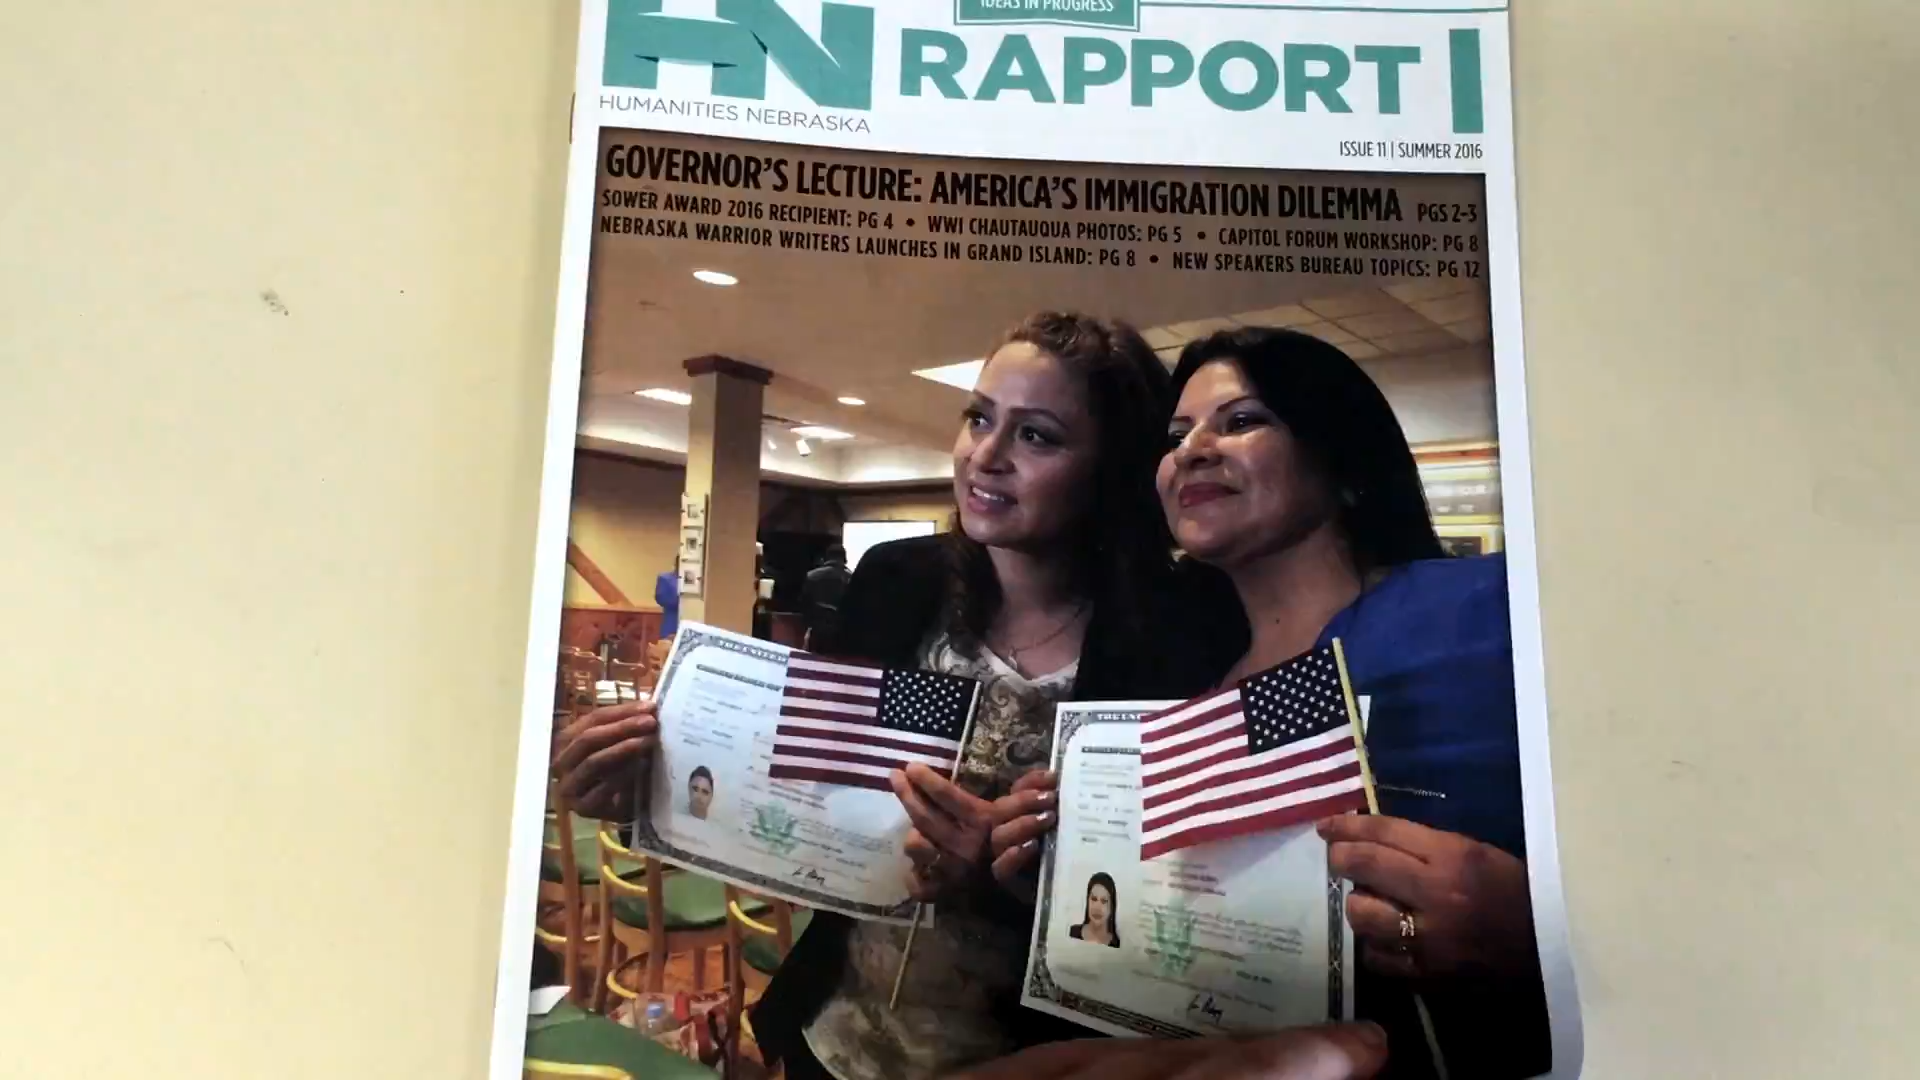 IDEAS IN PROGRESS
HN RAPPORT
HUMANITIES NEBRASKA
ISSUE 11 | SUMMER 2016
GOVERNOR'S LECTURE: AMERICA'S IMMIGRATION DILEMMA PGS 2-3
SOWER AWARD 2016 RECIPIENT: PG 4 • WWI CHAUTAUQUA PHOTOS: PG 5 • CAPITOL FORUM WORKSHOP: PG 8
NEBRASKA WARRIOR WRITERS LAUNCHES IN GRAND ISLAND: PG 8 • NEW SPEAKERS BUREAU TOPICS: PG 12